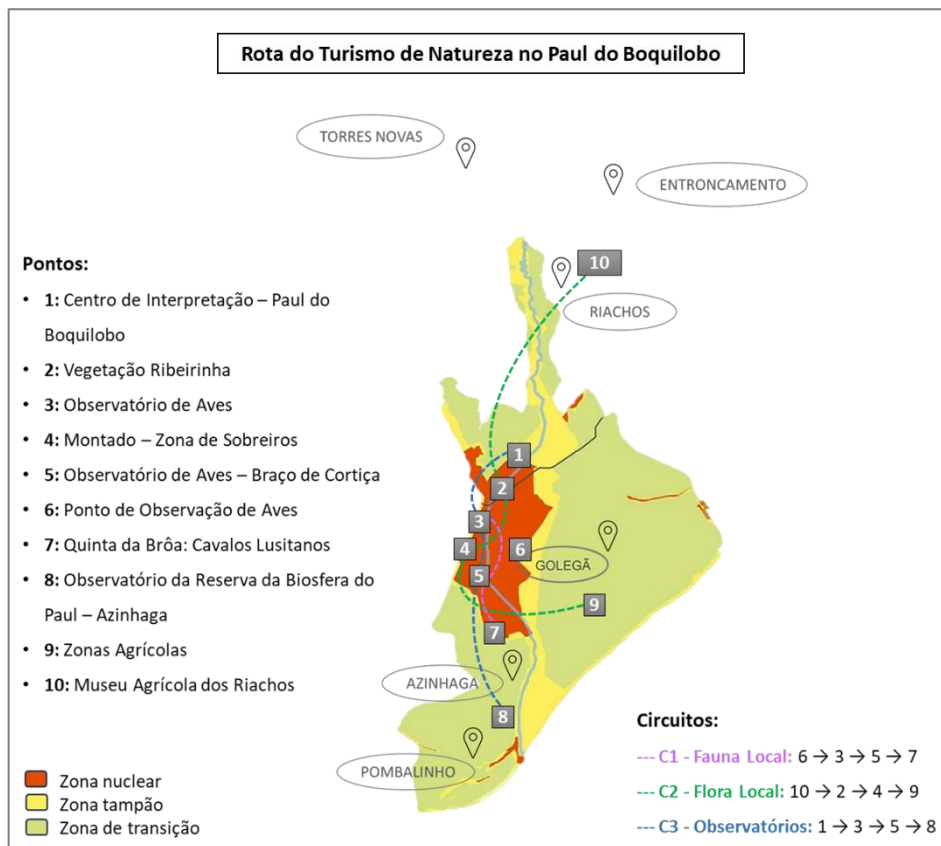 Rota do Turismo de Natureza no Paul do Boquilobo
TORRES NOVAS
ENTRONCAMENTO
10
RIACHOS
Pontos:
• 1: Centro de Interpretação – Paul do
Boquilobo
• 2: Vegetação Ribeirinha
• 3: Observatório de Aves
• 4: Montado – Zona de Sobreiros
• 5: Observatório de Aves – Braço de Cortiça
• 6: Ponto de Observação de Aves
• 7: Quinta da Brôa: Cavalos Lusitanos
• 8: Observatório da Reserva da Biosfera do
Paul – Azinhaga
• 9: Zonas Agrícolas
• 10: Museu Agrícola dos Riachos
1
2
3
4
6
GOLEGÃ
5
9
7
AZINHAGA
8
POMBALINHO
Zona nuclear
Zona tampão
Zona de transição
Circuitos:
--- C1 - Fauna Local: 6 → 3 → 5 → 7
--- C2 - Flora Local: 10 → 2 → 4 → 9
--- C3 - Observatórios: 1 → 3 → 5 → 8